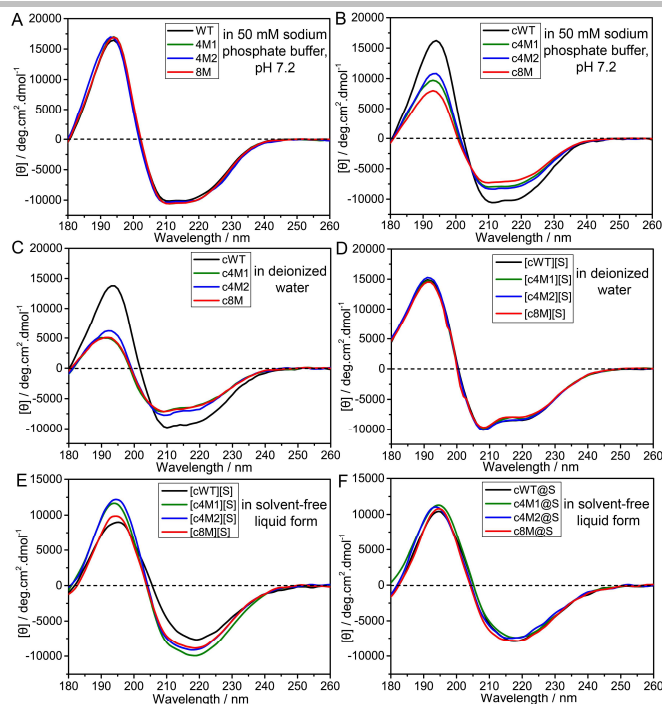 A
WT
4M1
4M2
8M
in 50 mM sodium
phosphate buffer,
pH 7.2
[θ] / deg.cm².dmol⁻¹
20000
15000
10000
5000
0
-5000
-10000
180 190 200 210 220 230 240 250 260
Wavelength / nm
B
cWT
c4M1
c4M2
c8M
in 50 mM sodium
phosphate buffer,
pH 7.2
[θ] / deg.cm².dmol⁻¹
20000
15000
10000
5000
0
-5000
-10000
180 190 200 210 220 230 240 250 260
Wavelength / nm
C
cWT
c4M1
c4M2
c8M
in deionized
water
[θ] / deg.cm².dmol⁻¹
20000
15000
10000
5000
0
-5000
-10000
180 190 200 210 220 230 240 250 260
Wavelength / nm
D
[cWT][S]
[c4M1][S]
[c4M2][S]
[c8M][S]
in deionized
water
[θ] / deg.cm².dmol⁻¹
20000
15000
10000
5000
0
-5000
-10000
180 190 200 210 220 230 240 250 260
Wavelength / nm
E
[cWT][S]
[c4M1][S]
[c4M2][S]
[c8M][S]
in solvent-free
liquid form
[θ] / deg.cm².dmol⁻¹
15000
10000
5000
0
-5000
-10000
180 190 200 210 220 230 240 250 260
Wavelength / nm
F
cWT@S
c4M1@S
c4M2@S
c8M@S
in solvent-free
liquid form
[θ] / deg.cm².dmol⁻¹
15000
10000
5000
0
-5000
-10000
180 190 200 210 220 230 240 250 260
Wavelength / nm